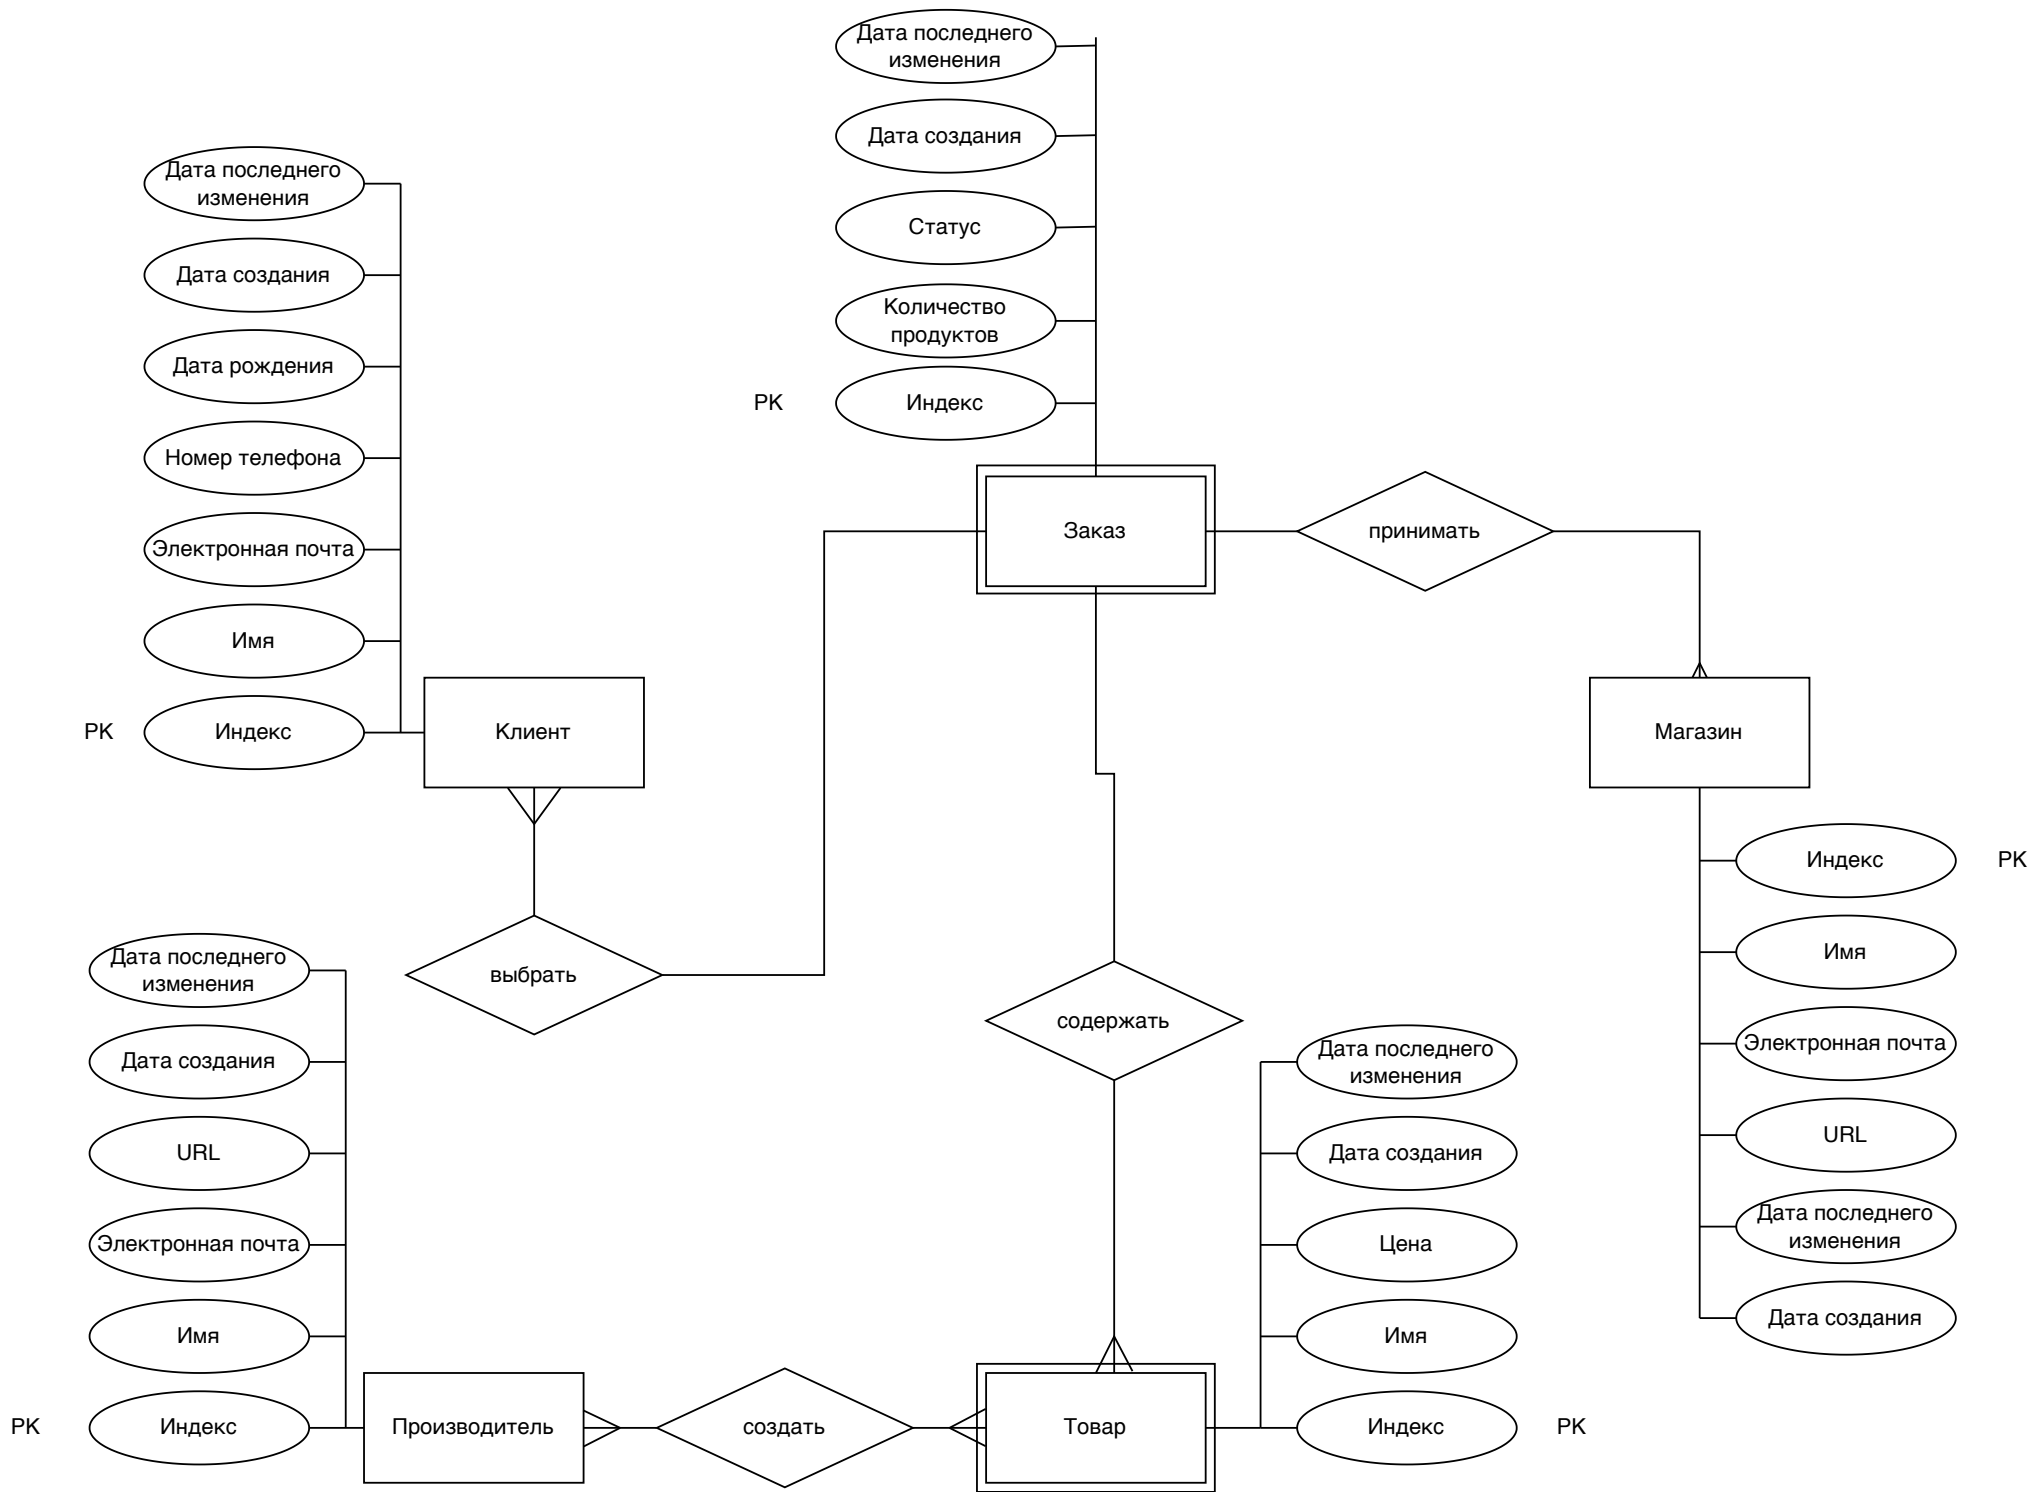 Дата последнего
изменения
Дата создания
Статус
Количество
продуктов
PK
Индекс
Заказ
принимать
Дата последнего
изменения
Дата создания
Дата рождения
Номер телефона
Электронная почта
Имя
PK
Индекс
Клиент
выбрать
содержать
Магазин
Индекс
PK
Имя
Электронная почта
URL
Дата последнего
изменения
Дата создания
Дата последнего
изменения
Дата создания
URL
Электронная почта
Имя
PK
Индекс
Производитель
создать
Товар
Дата последнего
изменения
Дата создания
Цена
Имя
Индекс
PK